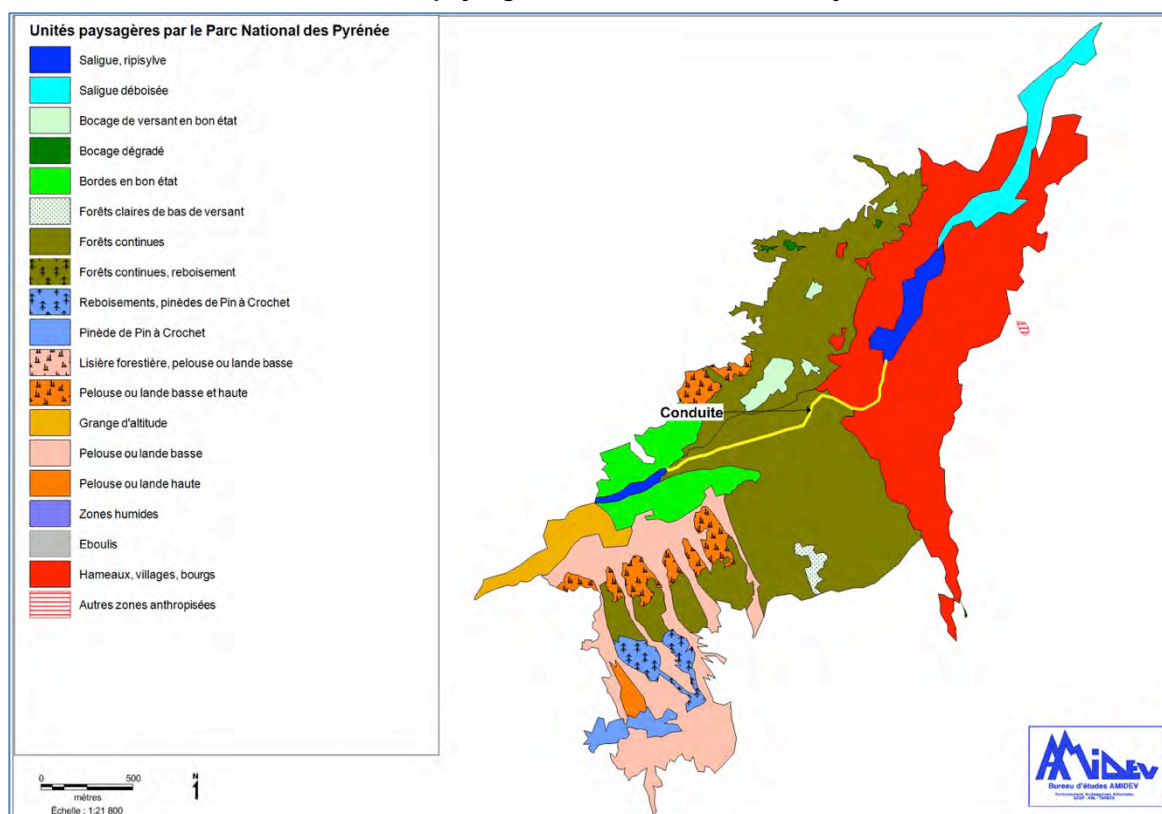 Unités paysagères par le Parc National des Pyrénée
Saligue, ripisylve
Saligue déboisée
Bocage de versant en bon état
Bocage dégradé
Bordes en bon état
Forêts claires de bas de versant
Forêts continues
Forêts continues, reboisement
Reboisements, pinèdes de Pin à Crochet
Pinède de Pin à Crochet
Lisière forestière, pelouse ou lande basse
Pelouse ou lande basse et haute
Grange d'altitude
Pelouse ou lande basse
Pelouse ou lande haute
Zones humides
Eboulis
Hameaux, villages, bourgs
Autres zones anthropisées
Conduite
0 500
mètres
Échelle : 1:21 800
N
AMIDEV
Bureau d'études AMIDEV